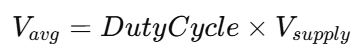 V_{avg} = DutyCycle × V_{supply}